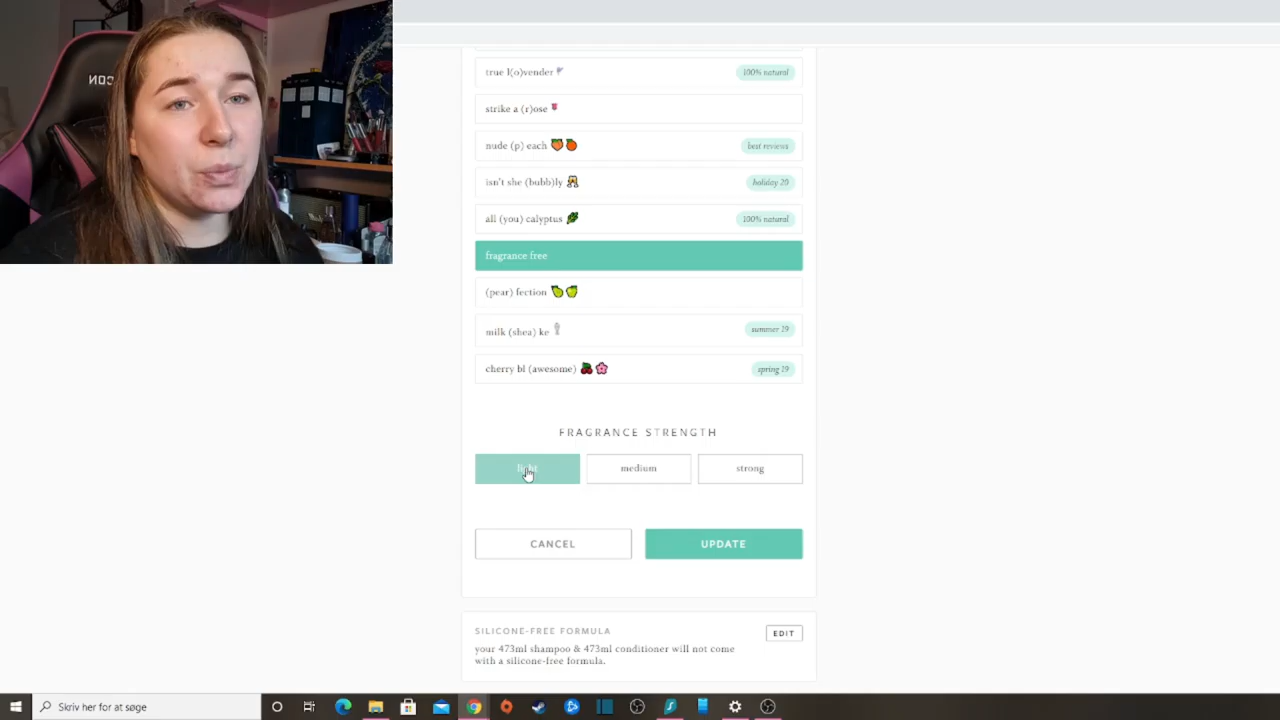 true l(o)vender
100% natural
strike a (r)ose
nude (p) each
best reviews
isn't she (bubb)ly
holiday 20
all (you) calyptus
100% natural
fragrance free
(pear) fection
milk (shea) ke
summer 19
cherry bl (awesome)
spring 19
FRAGRANCE STRENGTH
light
medium
strong
CANCEL
UPDATE
SILICONE-FREE FORMULA
EDIT
your 473ml shampoo & 473ml conditioner will not come
with a silicone-free formula.
Skriv her for at søge